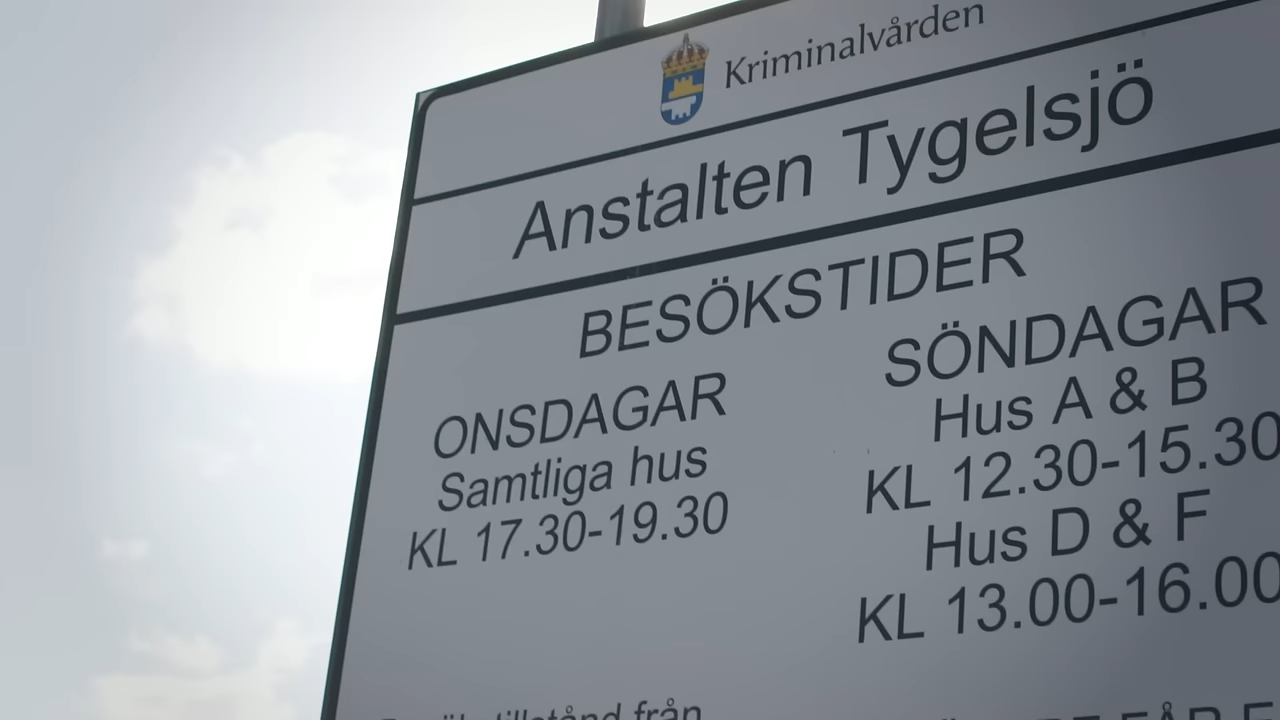 Kriminalvården
Anstalten Tygelsjö
BESÖKSTIDER
ONSDAGAR
Samtliga hus
KL 17.30-19.30
SÖNDAGAR
Hus A & B
KL 12.30-15.30
Hus D & F
KL 13.00-16.00
från